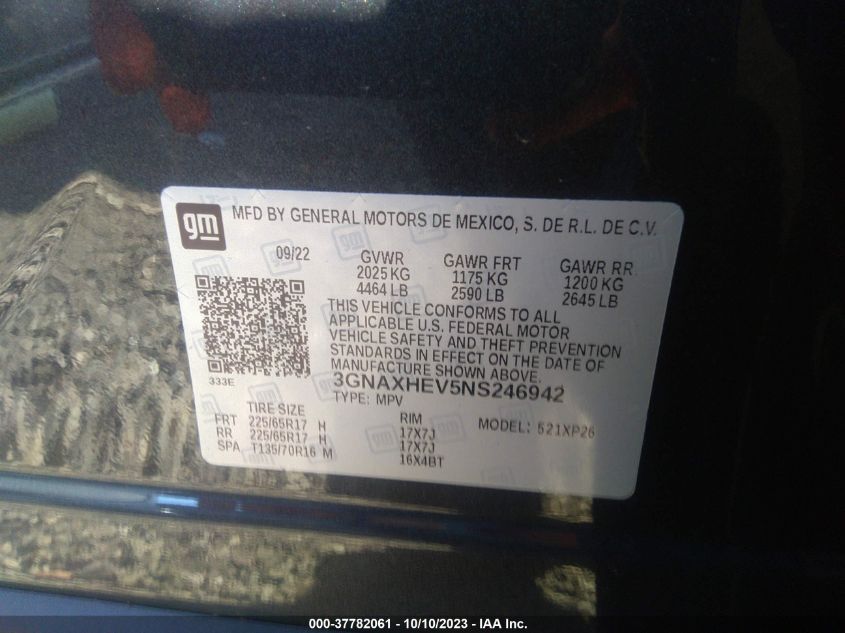 gm
MFD BY GENERAL MOTORS DE MEXICO, S. DE R.L. DE C.V.
09/22 GVWR GAWR FRT GAWR RR
2025 KG 1175 KG 1200 KG
4464 LB 2590 LB 2645 LB
THIS VEHICLE CONFORMS TO ALL
APPLICABLE U.S. FEDERAL MOTOR
VEHICLE SAFETY AND THEFT PREVENTION
STANDARDS IN EFFECT ON THE DATE OF
MANUFACTURE SHOWN ABOVE.
333E
3GNAXHEV5NS246942
TYPE: MPV
TIRE SIZE RIM MODEL: 521XP26
FRT 225/65R17 H 17X7J
RR 225/65R17 H 17X7J
SPA T135/70R16 M 16X4BT
000-37782061 - 10/10/2023 - IAA Inc.